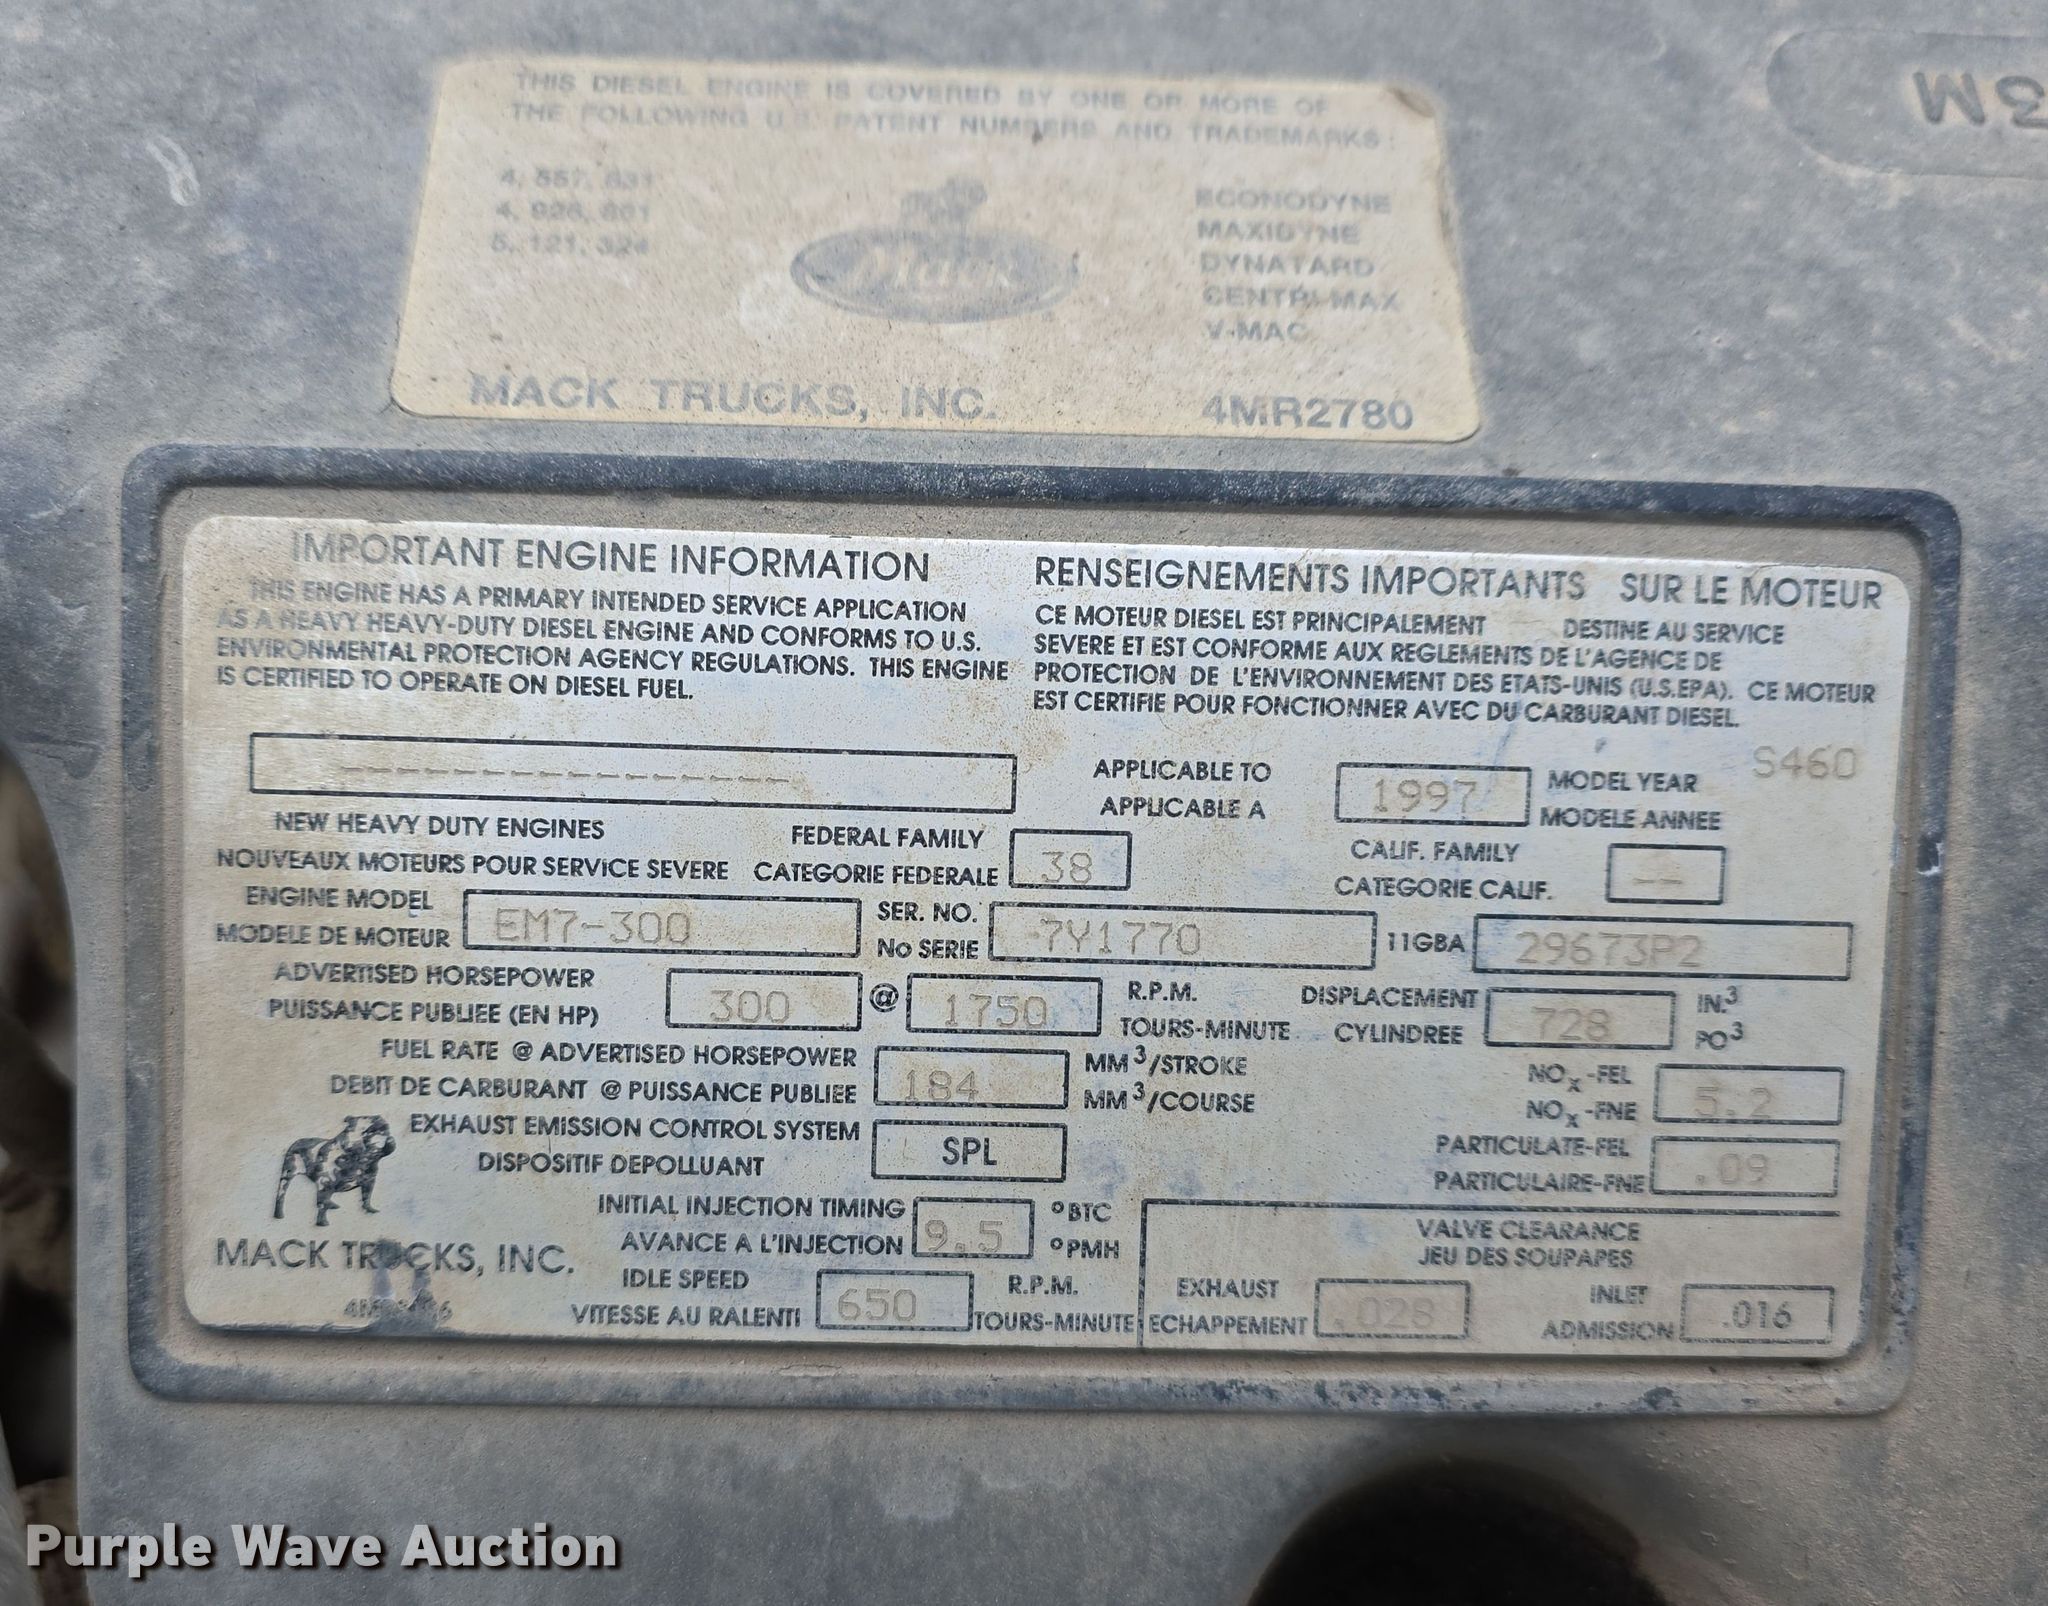 THIS DIESEL ENGINE IS COVERED BY ONE OR MORE OF
THE FOLLOWING U.S. PATENT NUMBERS AND TRADEMARKS:
4, 557, 631
4, 926, 801
5, 121, 324
Mack
ECONODYNE
MAXIDYNE
DYNATARD
CENTRI-MAX
V-MAC
MACK TRUCKS, INC.
4MR2780
3M
IMPORTANT ENGINE INFORMATION
THIS ENGINE HAS A PRIMARY INTENDED SERVICE APPLICATION
AS A HEAVY HEAVY-DUTY DIESEL ENGINE AND CONFORMS TO U.S.
ENVIRONMENTAL PROTECTION AGENCY REGULATIONS. THIS ENGINE
IS CERTIFIED TO OPERATE ON DIESEL FUEL.
RENSEIGNEMENTS IMPORTANTS SUR LE MOTEUR
CE MOTEUR DIESEL EST PRINCIPALEMENT DESTINE AU SERVICE
SEVERE ET EST CONFORME AUX REGLEMENTS DE L'AGENCE DE
PROTECTION DE L'ENVIRONNEMENT DES ETATS-UNIS (U.S.EPA). CE MOTEUR
EST CERTIFIE POUR FONCTIONNER AVEC DU CARBURANT DIESEL.
----------------
APPLICABLE TO 1997 MODEL YEAR S460
APPLICABLE A MODELE ANNEE
NEW HEAVY DUTY ENGINES FEDERAL FAMILY 38 CALIF. FAMILY --
NOUVEAUX MOTEURS POUR SERVICE SEVERE CATEGORIE FEDERALE CATEGORIE CALIF.
ENGINE MODEL EM7-300 SER. NO. 7Y1770 11GBA 29673P2
MODELE DE MOTEUR No SERIE
ADVERTISED HORSEPOWER 300 @ 1750 R.P.M. DISPLACEMENT 728 IN.3
PUISSANCE PUBLIEE (EN HP) TOURS-MINUTE CYLINDREE PO3
FUEL RATE @ ADVERTISED HORSEPOWER 184 MM3/STROKE NOx-FEL 5.2
DEBIT DE CARBURANT @ PUISSANCE PUBLIEE MM3/COURSE NOx-FNE
EXHAUST EMISSION CONTROL SYSTEM SPL PARTICULATE-FEL .09
DISPOSITIF DEPOLLUANT PARTICULAIRE-FNE
INITIAL INJECTION TIMING 9.5 °BTC VALVE CLEARANCE
AVANCE A L'INJECTION °PMH JEU DES SOUPAPES
MACK TRUCKS, INC.
IDLE SPEED 650 R.P.M. EXHAUST .028 INLET .016
VITESSE AU RALENTI TOURS-MINUTE ECHAPPEMENT ADMISSION
Purple Wave Auction